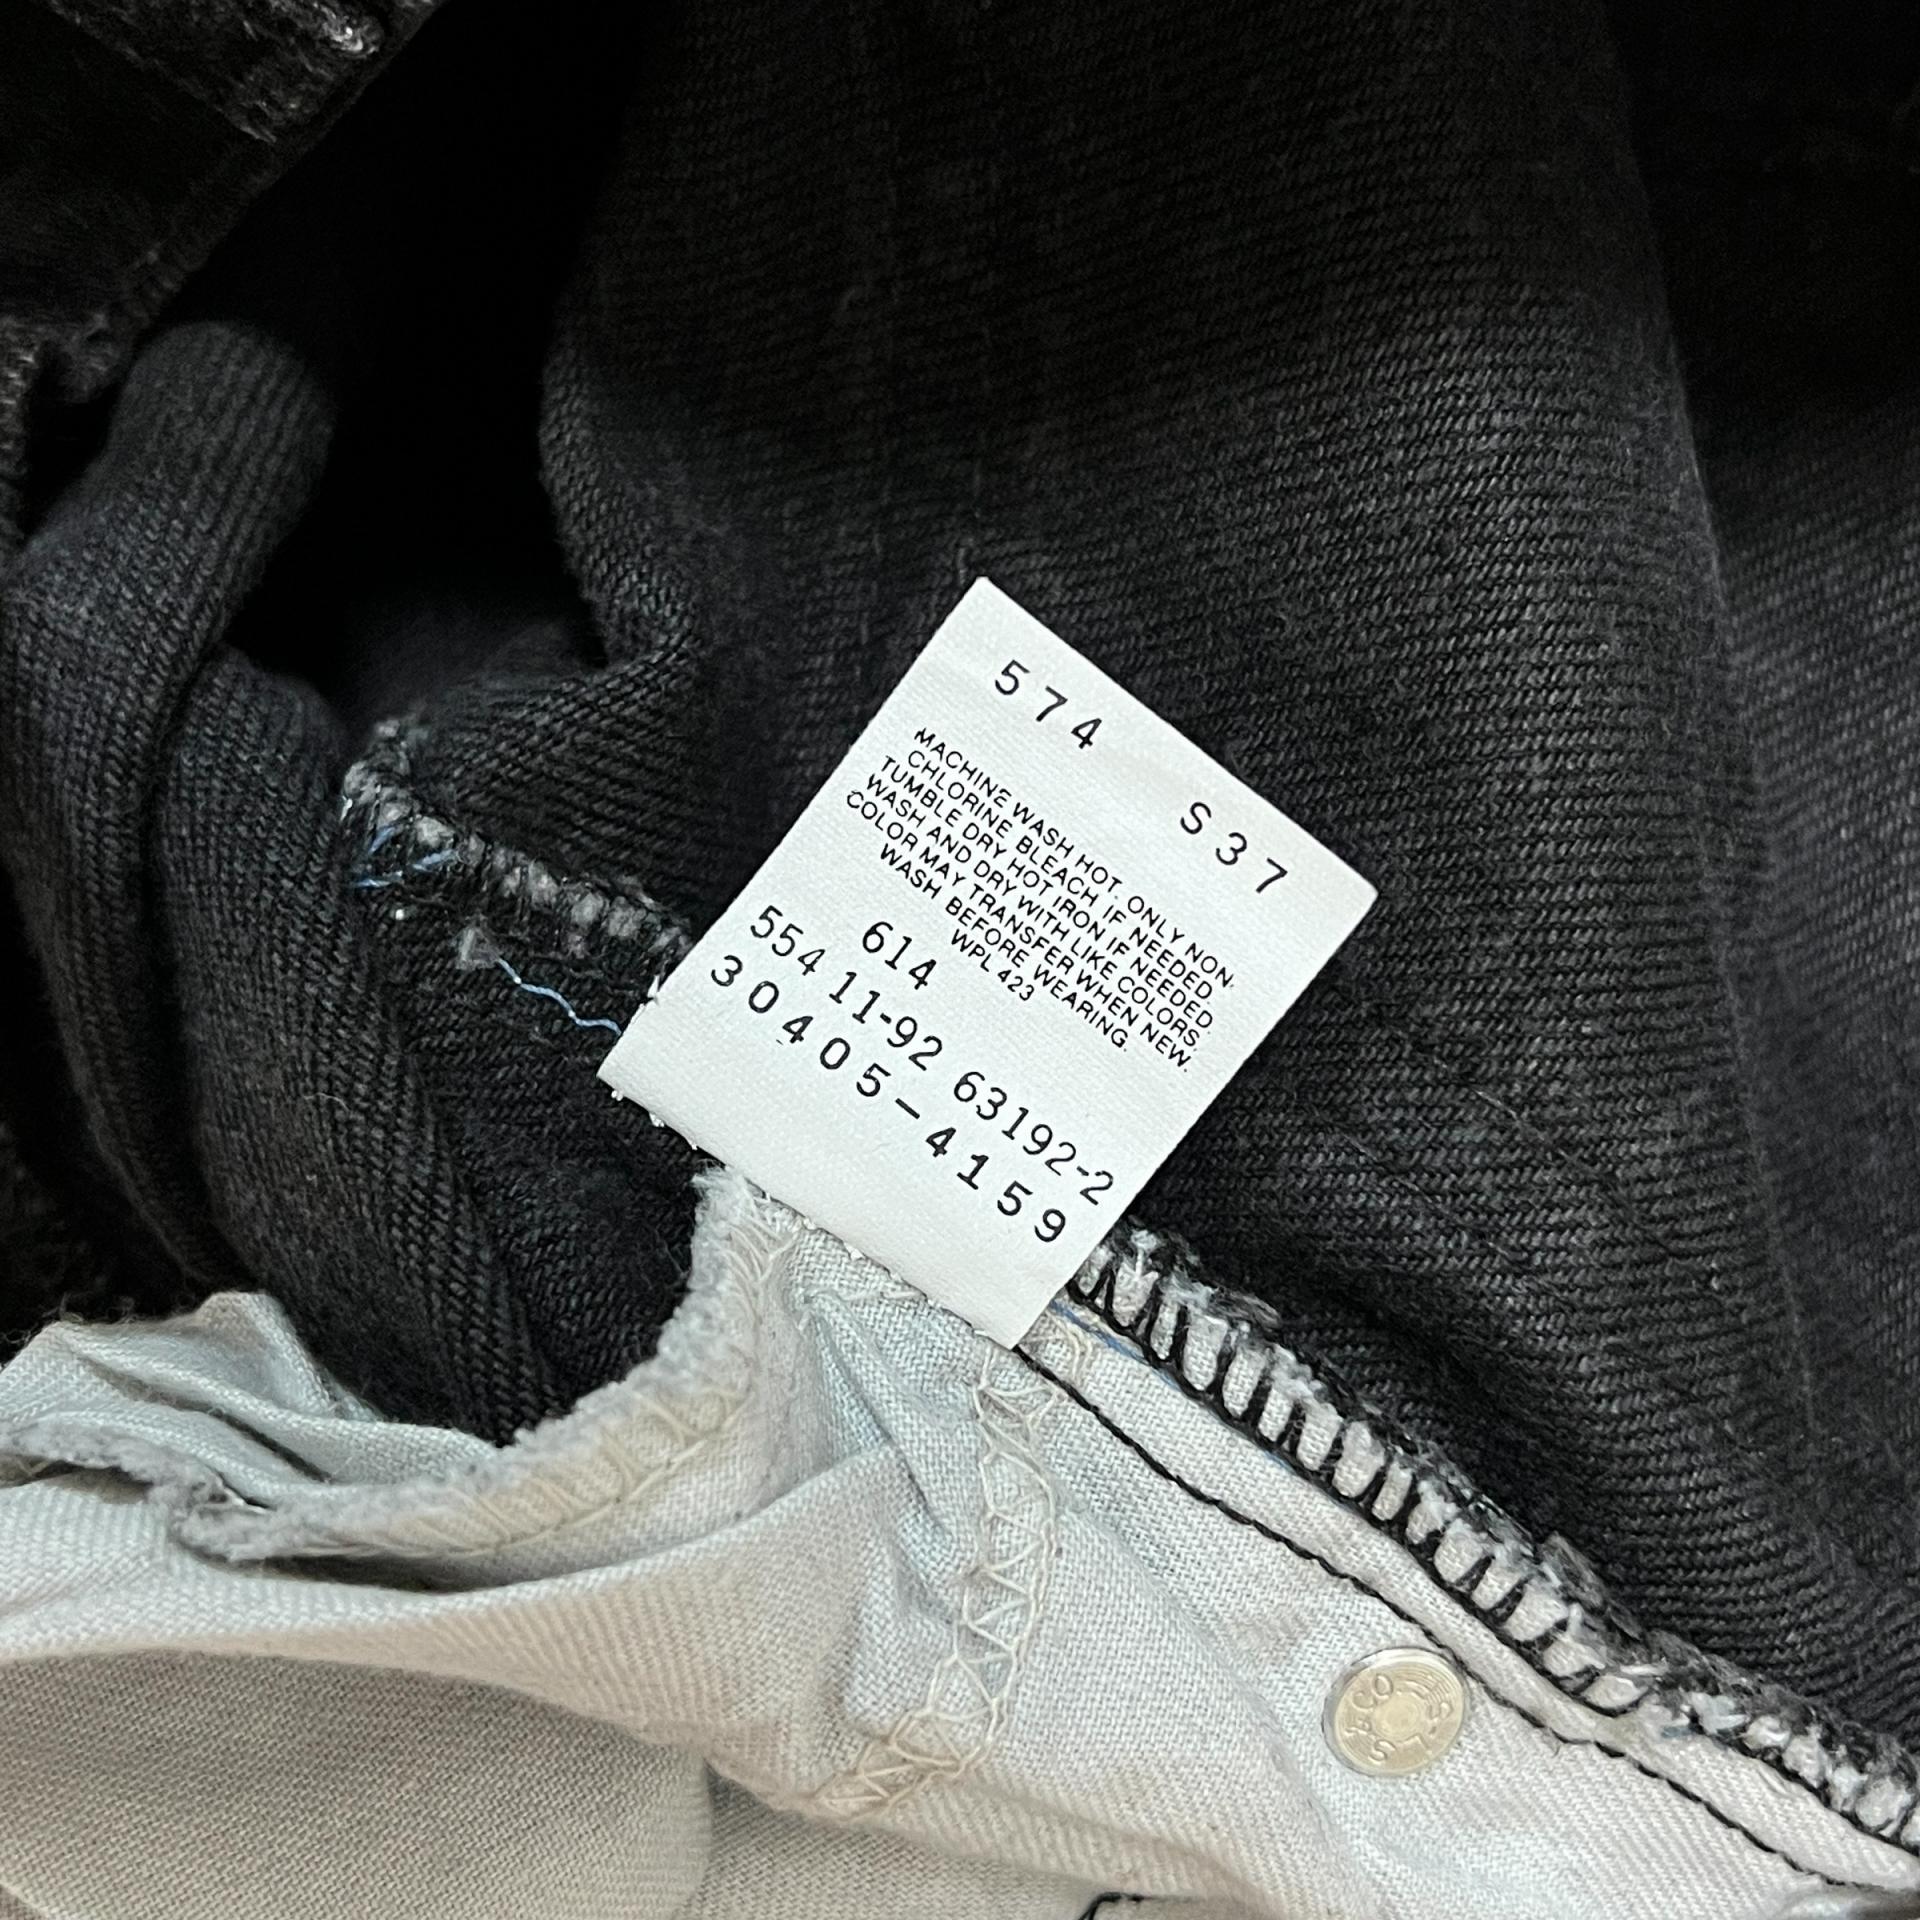 574 S37
MACHINE WASH HOT. ONLY NON-
CHLORINE BLEACH IF NEEDED.
TUMBLE DRY HOT IRON IF NEEDED.
WASH AND DRY WITH LIKE COLORS.
COLOR MAY TRANSFER WHEN NEW.
WASH BEFORE WEARING.
WPL 423
614
554 11-92 63192-2
30405-4159
L.S.&CO. S.F.